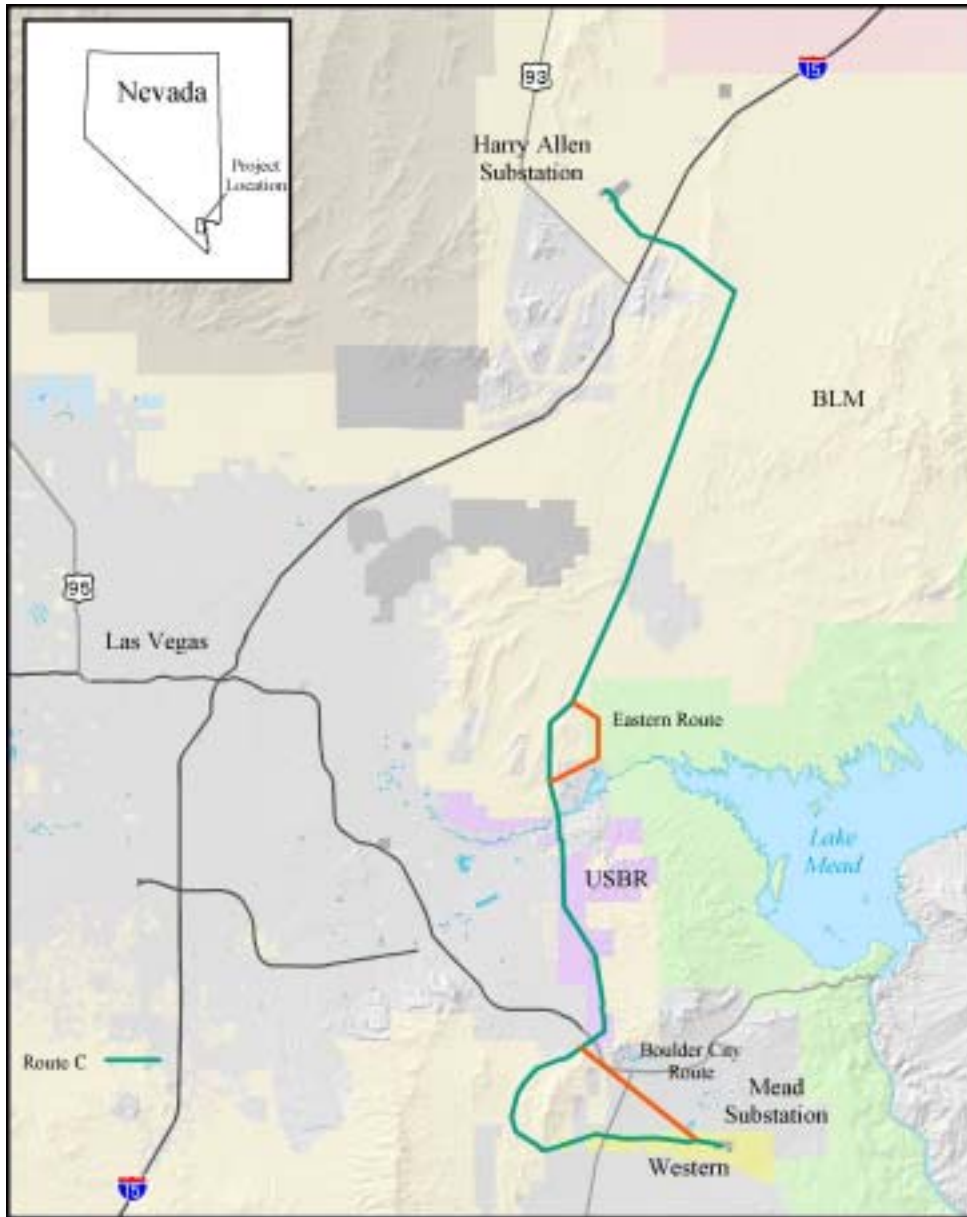 Nevada
Project
Location
93
15
Harry Allen
Substation
BLM
95
Las Vegas
Eastern Route
Lake
Mead
USBR
Route C
Boulder City
Route
Mead
Substation
Western
15